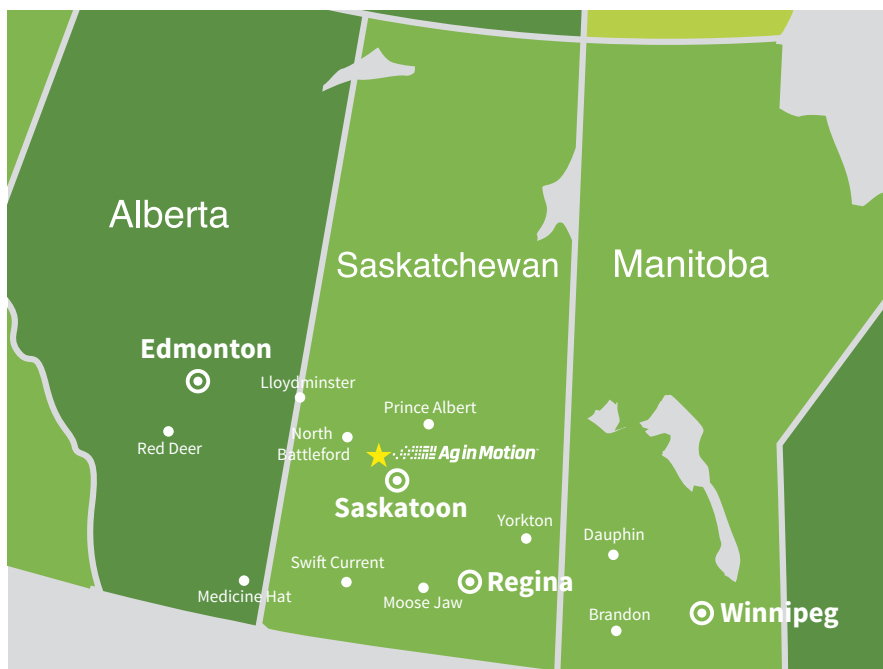 Alberta
Saskatchewan
Manitoba
Edmonton
Lloydminster
Prince Albert
Red Deer
North
Battleford
Ag in Motion
Saskatoon
Yorkton
Dauphin
Swift Current
Regina
Medicine Hat
Moose Jaw
Brandon
Winnipeg